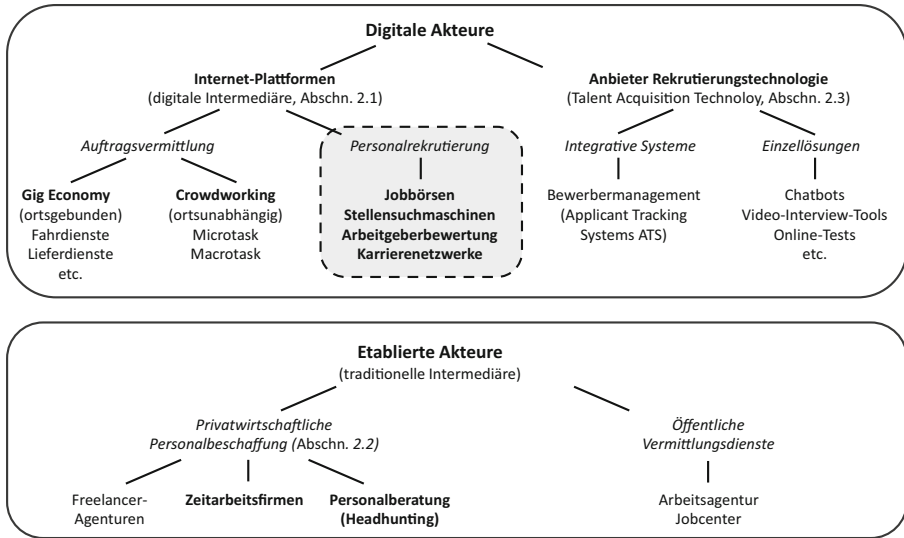 Digitale Akteure
Internet-Plattformen
(digitale Intermediäre, Abschn. 2.1)
Anbieter Rekrutierungstechnologie
(Talent Acquisition Technoloy, Abschn. 2.3)
Auftragsvermittlung
Personalrekrutierung
Integrative Systeme
Einzellösungen
Gig Economy
(ortsgebunden)
Fahrdienste
Lieferdienste
etc.
Crowdworking
(ortsunabhängig)
Microtask
Macrotask
Jobbörsen
Stellensuchmaschinen
Arbeitgeberbewertung
Karrierenetzwerke
Bewerbermanagement
(Applicant Tracking
Systems ATS)
Chatbots
Video-Interview-Tools
Online-Tests
etc.
Etablierte Akteure
(traditionelle Intermediäre)
Privatwirtschaftliche
Personalbeschaffung (Abschn. 2.2)
Öffentliche
Vermittlungsdienste
Freelancer-
Agenturen
Zeitarbeitsfirmen
Personalberatung
(Headhunting)
Arbeitsagentur
Jobcenter